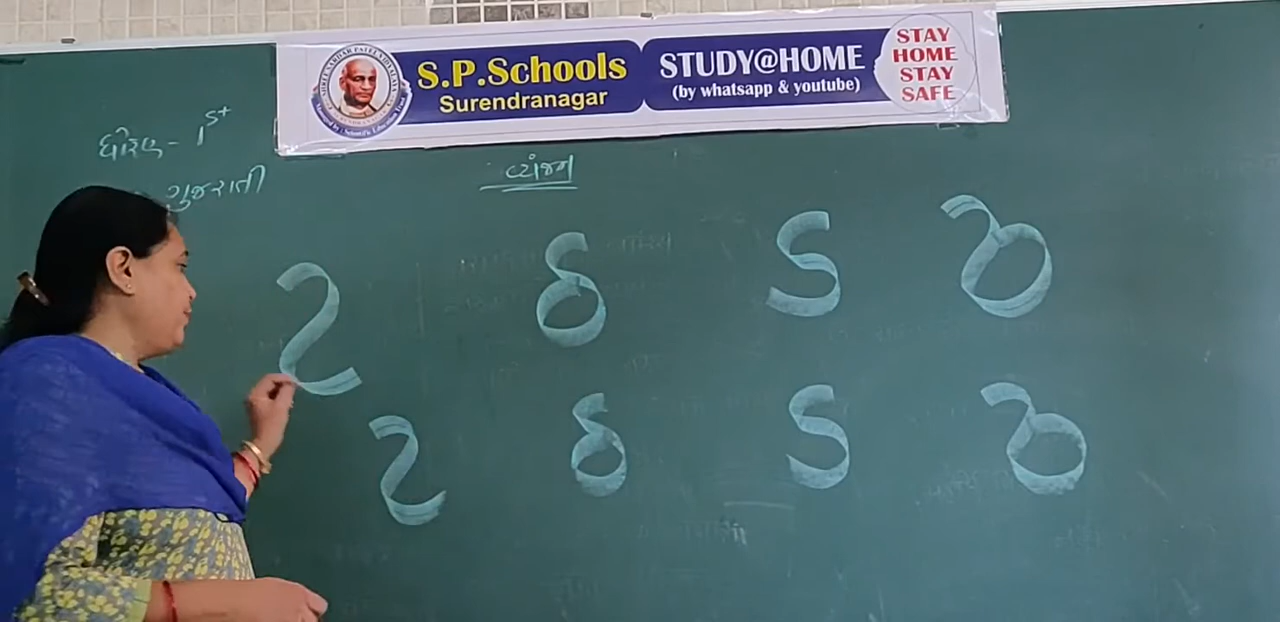 S.P.Schools
Surendranagar
STUDY@HOME
(by whatsapp & youtube)
STAY
HOME
STAY
SAFE
ધોરણ - 1st
ગુજરાતી
વ્યંજન
ટ ઠ ડ ઢ
ટ ઠ ડ ઢ